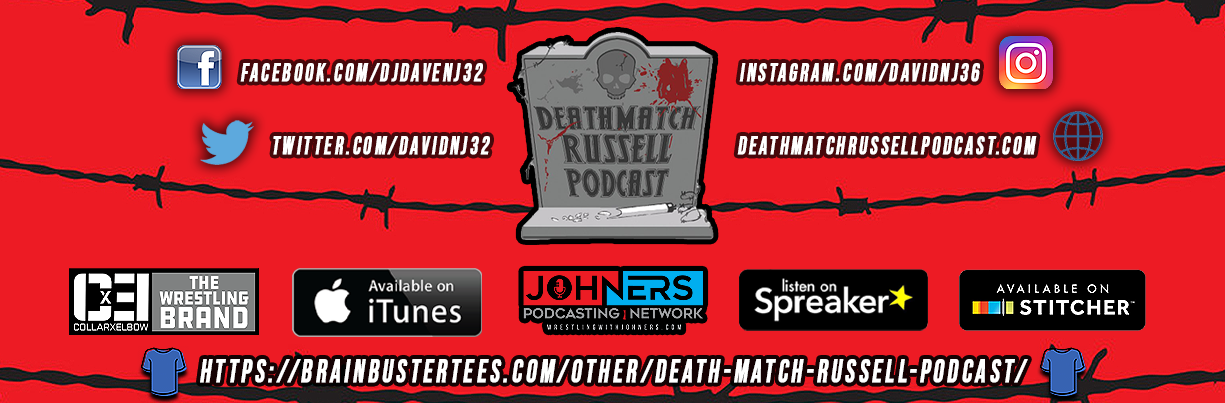 FACEBOOK.COM/DJDAVENJ32
INSTAGRAM.COM/DAVIDNJ36
TWITTER.COM/DAVIDNJ32
DEATHMATCHRUSSELLPODCAST.COM
DEATHMATCH
RUSSELL
PODCAST
CXE
COLLARXELBOW
THE
WRESTLING
BRAND
Available on
iTunes
JOHNERS
PODCASTING NETWORK
WRESTLINGWITHJOHNERS.COM
listen on
Spreaker
AVAILABLE ON
STITCHER™
HTTPS://BRAINBUSTERTEES.COM/OTHER/DEATH-MATCH-RUSSELL-PODCAST/